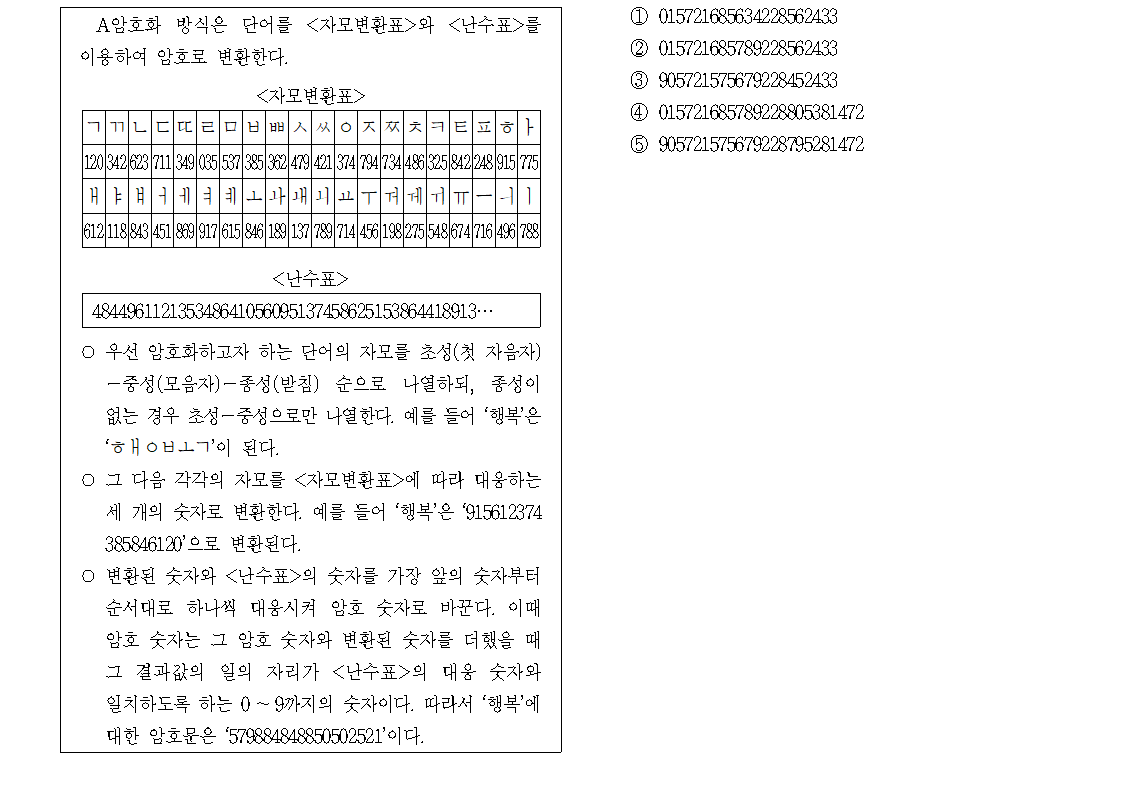 A암호화 방식은 단어를 <자모변환표>와 <난수표>를
이용하여 암호로 변환한다.
<자모변환표>
ㄱ ㄲ ㄴ ㄷ ㄸ ㄹ ㅁ ㅂ ㅃ ㅅ ㅆ ㅇ ㅈ ㅉ ㅊ ㅋ ㅌ ㅍ ㅎ ㅏ
120 342 623 711 349 035 537 385 362 479 421 374 794 734 486 325 842 248 915 775
ㅐ ㅑ ㅒ ㅓ ㅔ ㅕ ㅖ ㅗ ㅘ ㅙ ㅚ ㅛ ㅜ ㅝ ㅞ ㅟ ㅠ ㅡ ㅢ ㅣ
612 118 843 451 869 917 615 846 189 137 789 714 456 198 275 548 674 716 496 788
<난수표>
484496112135348641056095137458625153864418913…
○ 우선 암호화하고자 하는 단어의 자모를 초성(첫 자음자)
－중성(모음자)－종성(받침) 순으로 나열하되, 종성이
없는 경우 초성－중성으로만 나열한다. 예를 들어 ‘행복’은
‘ㅎㅐㅇㅂㅗㄱ’이 된다.
○ 그 다음 각각의 자모를 <자모변환표>에 따라 대응하는
세 개의 숫자로 변환한다. 예를 들어 ‘행복’은 ‘915612374
385846120’으로 변환된다.
○ 변환된 숫자와 <난수표>의 숫자를 가장 앞의 숫자부터
순서대로 하나씩 대응시켜 암호 숫자로 바꾼다. 이때
암호 숫자는 그 암호 숫자와 변환된 숫자를 더했을 때
그 결과값의 일의 자리가 <난수표>의 대응 숫자와
일치하도록 하는 0 ~ 9까지의 숫자이다. 따라서 ‘행복’에
대한 암호문은 ‘579884848850502521’이다.
① 015721685634228562433
② 015721685789228562433
③ 905721575679228452433
④ 015721685789228805381472
⑤ 905721575679228795281472